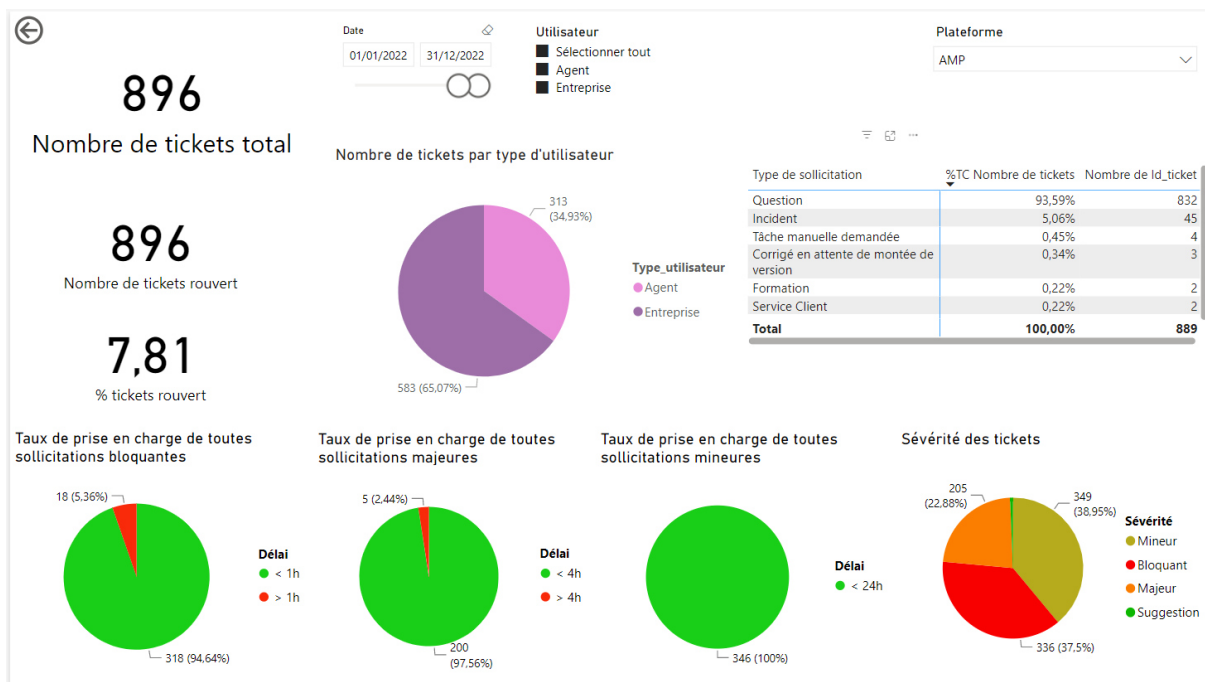 Date
01/01/2022
31/12/2022
Utilisateur
Sélectionner tout
Agent
Entreprise
Plateforme
AMP
896
Nombre de tickets total
896
Nombre de tickets rouvert
7,81
% tickets rouvert
Nombre de tickets par type d'utilisateur
313
(34,93%)
583 (65,07%)
Type_utilisateur
Agent
Entreprise
Type de sollicitation %TC Nombre de tickets Nombre de Id_ticket
Question 93,59% 832
Incident 5,06% 45
Tâche manuelle demandée 0,45% 4
Corrigé en attente de montée de 0,34% 3
version
Formation 0,22% 2
Service Client 0,22% 2
Total 100,00% 889
Taux de prise en charge de toutes
sollicitations bloquantes
18 (5,36%)
318 (94,64%)
Délai
< 1h
> 1h
Taux de prise en charge de toutes
sollicitations majeures
5 (2,44%)
200
(97,56%)
Délai
< 4h
> 4h
Taux de prise en charge de toutes
sollicitations mineures
346 (100%)
Délai
< 24h
Sévérité des tickets
205
(22,88%)
349
(38,95%)
336 (37,5%)
Sévérité
Mineur
Bloquant
Majeur
Suggestion